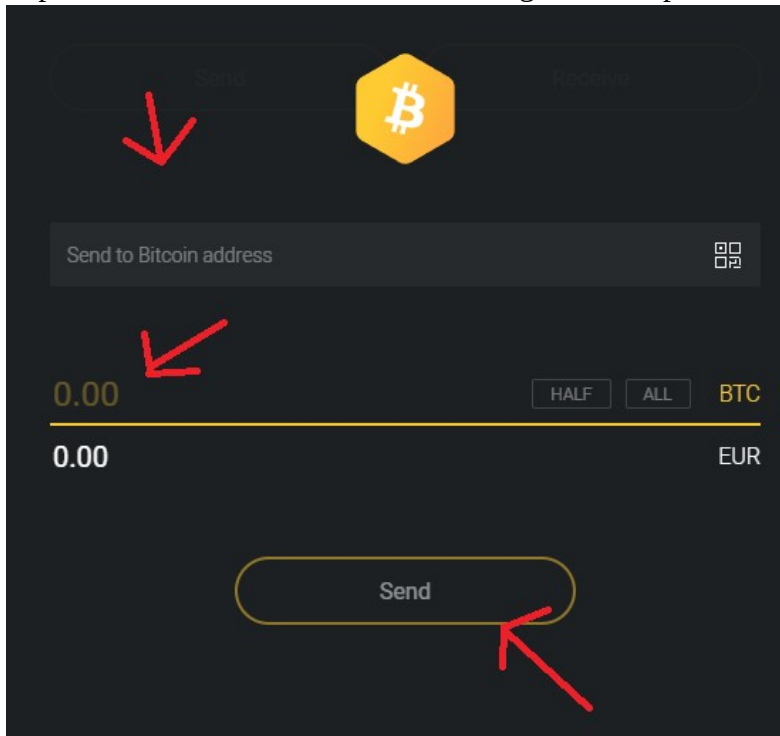 Send Receive
Send to Bitcoin address
0.00 HALF ALL BTC
0.00 EUR
Send